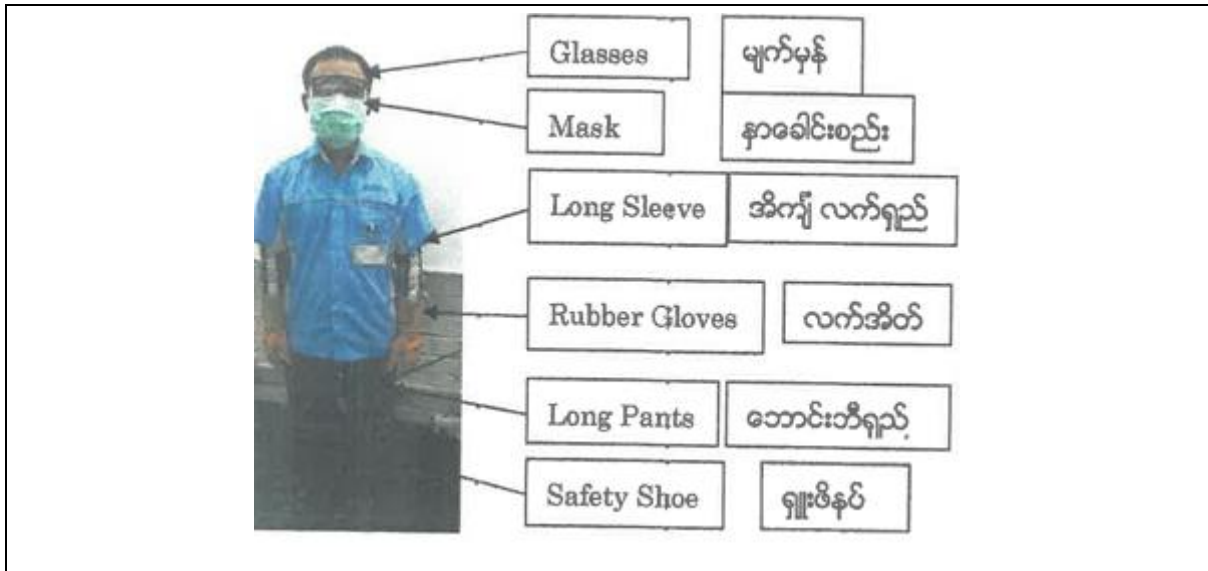 Glasses မျက်မှန်
Mask နှာခေါင်းစည်း
Long Sleeve အိကျႌ လက်ရှည်
Rubber Gloves လက်အိတ်
Long Pants ဘောင်းဘီရှည်
Safety Shoe ရှူးဖိနပ်